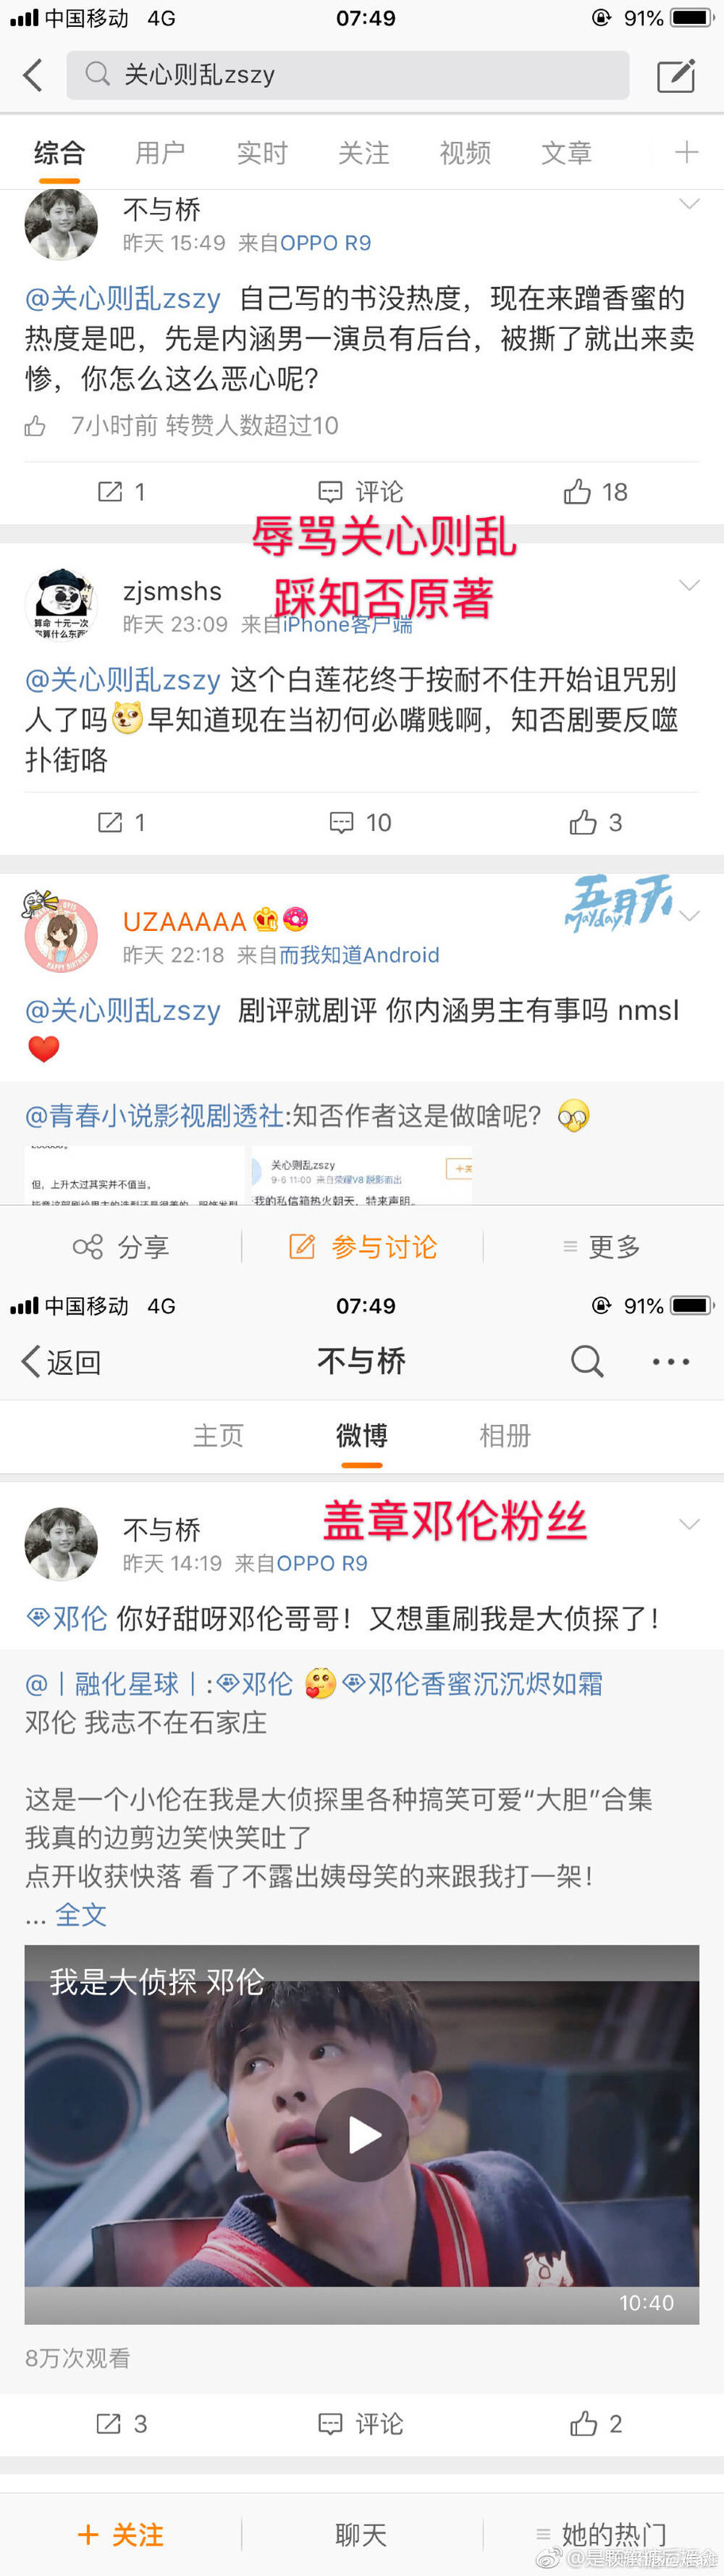 中国移动 4G 07:49 91%
关心则乱zszy
综合 用户 实时 关注 视频 文章
不与桥
昨天 15:49 来自OPPO R9
@关心则乱zszy 自己写的书没热度，现在来蹭香蜜的
热度是吧，先是内涵男一演员有后台，被撕了就出来卖
惨，你怎么这么恶心呢？
7小时前 转赞人数超过10
1 评论 18
辱骂关心则乱
踩知否原著
zjsmshs
算命 十元一次
昨天 23:09 来自iPhone客户端
@关心则乱zszy 这个白莲花终于按耐不住开始诅咒别
人了吗早知道现在当初何必嘴贱啊，知否剧要反噬
扑街咯
1 10 3
五月天
Mayday
UZAAAAA
HAPPY BIRTHDAY
昨天 22:18 来自而我知道Android
@关心则乱zszy 剧评就剧评 你内涵男主有事吗 nmsl
@青春小说影视剧透社:知否作者这是做啥呢？
但，上升太过其实并不值当。
关心则乱zszy
9-6 11:00 来自荣耀V8 脱影而出
+关
我的私信箱热火朝天，特来声明。
分享 参与讨论 更多
中国移动 4G 07:49 91%
返回 不与桥
主页 微博 相册
盖章邓伦粉丝
不与桥
昨天 14:19 来自OPPO R9
邓伦 你好甜呀邓伦哥哥！又想重刷我是大侦探了！
@丨融化星球丨:邓伦 邓伦香蜜沉沉烬如霜
邓伦 我志不在石家庄
这是一个小伦在我是大侦探里各种搞笑可爱“大胆”合集
我真的边剪边笑快笑吐了
点开收获快落 看了不露出姨母笑的来跟我打一架！
... 全文
我是大侦探 邓伦
10:40
8万次观看
3 评论 2
+ 关注 聊天 她的热门